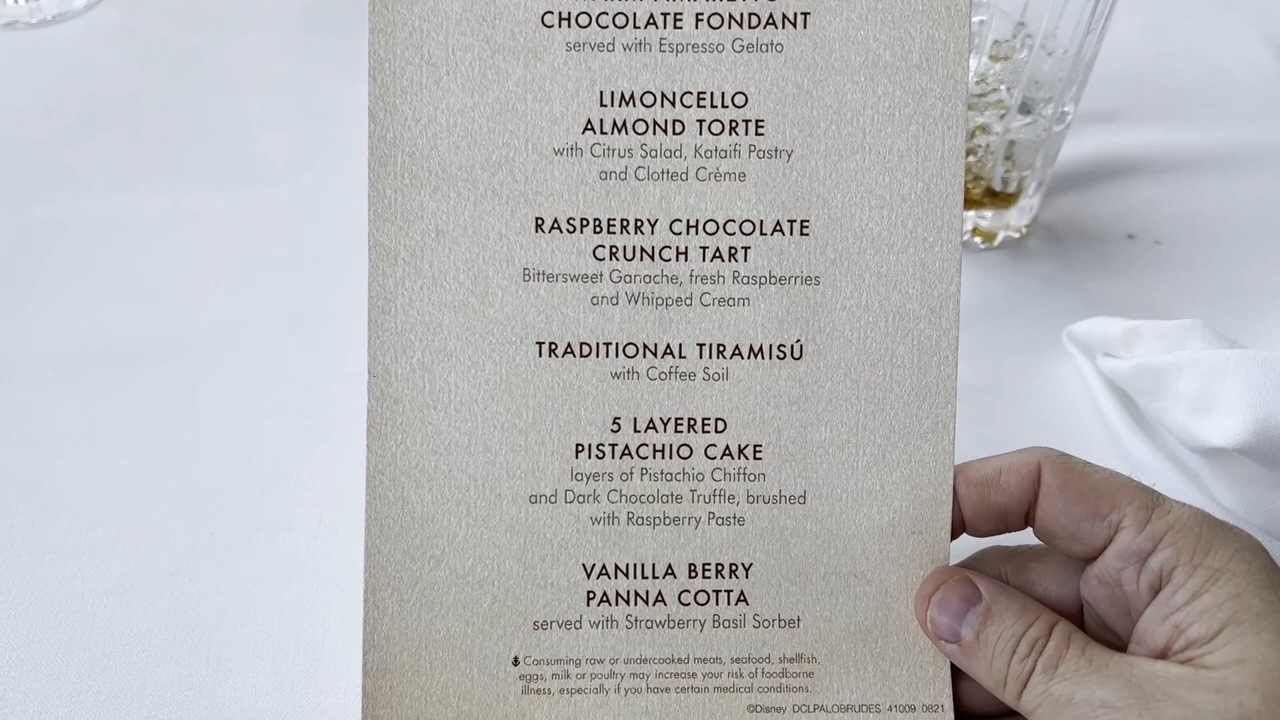 CHOCOLATE FONDANT
served with Espresso Gelato
LIMONCELLO
ALMOND TORTE
with Citrus Salad, Kataifi Pastry
and Clotted Crème
RASPBERRY CHOCOLATE
CRUNCH TART
Bittersweet Ganache, fresh Raspberries
and Whipped Cream
TRADITIONAL TIRAMISÚ
with Coffee Soil
5 LAYERED
PISTACHIO CAKE
layers of Pistachio Chiffon
and Dark Chocolate Truffle, brushed
with Raspberry Paste
VANILLA BERRY
PANNA COTTA
served with Strawberry Basil Sorbet
Consuming raw or undercooked meats, seafood, shellfish,
eggs, milk or poultry may increase your risk of foodborne
illness, especially if you have certain medical conditions.
©Disney DCLPALOBRUDES 41009 0821